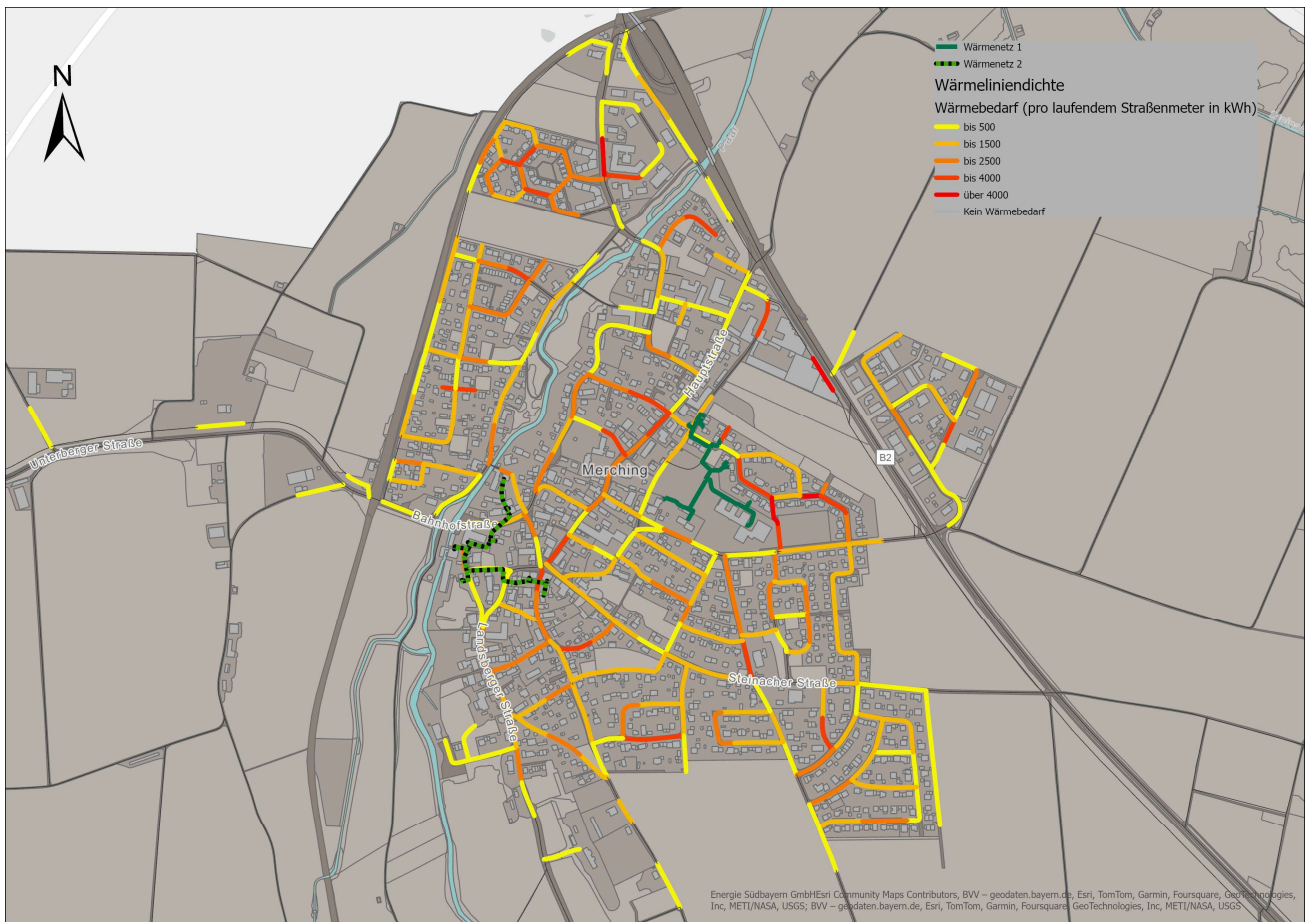 N
Wärmenetz 1
Wärmenetz 2
Wärmeliniendichte
Wärmebedarf (pro laufendem Straßenmeter in kWh)
bis 500
bis 1500
bis 2500
bis 4000
über 4000
Kein Wärmebedarf
Hauptstraße
Unterberger Straße
B2
Merching
Bahnhofstraße
Landsberger Straße
Steinacher Straße
Energie Südbayern GmbHEsri Community Maps Contributors, BVV – geodaten.bayern.de, Esri, TomTom, Garmin, Foursquare, GeoTechnologies,
Inc, METI/NASA, USGS; BVV – geodaten.bayern.de, Esri, TomTom, Garmin, Foursquare, GeoTechnologies, Inc, METI/NASA, USGS